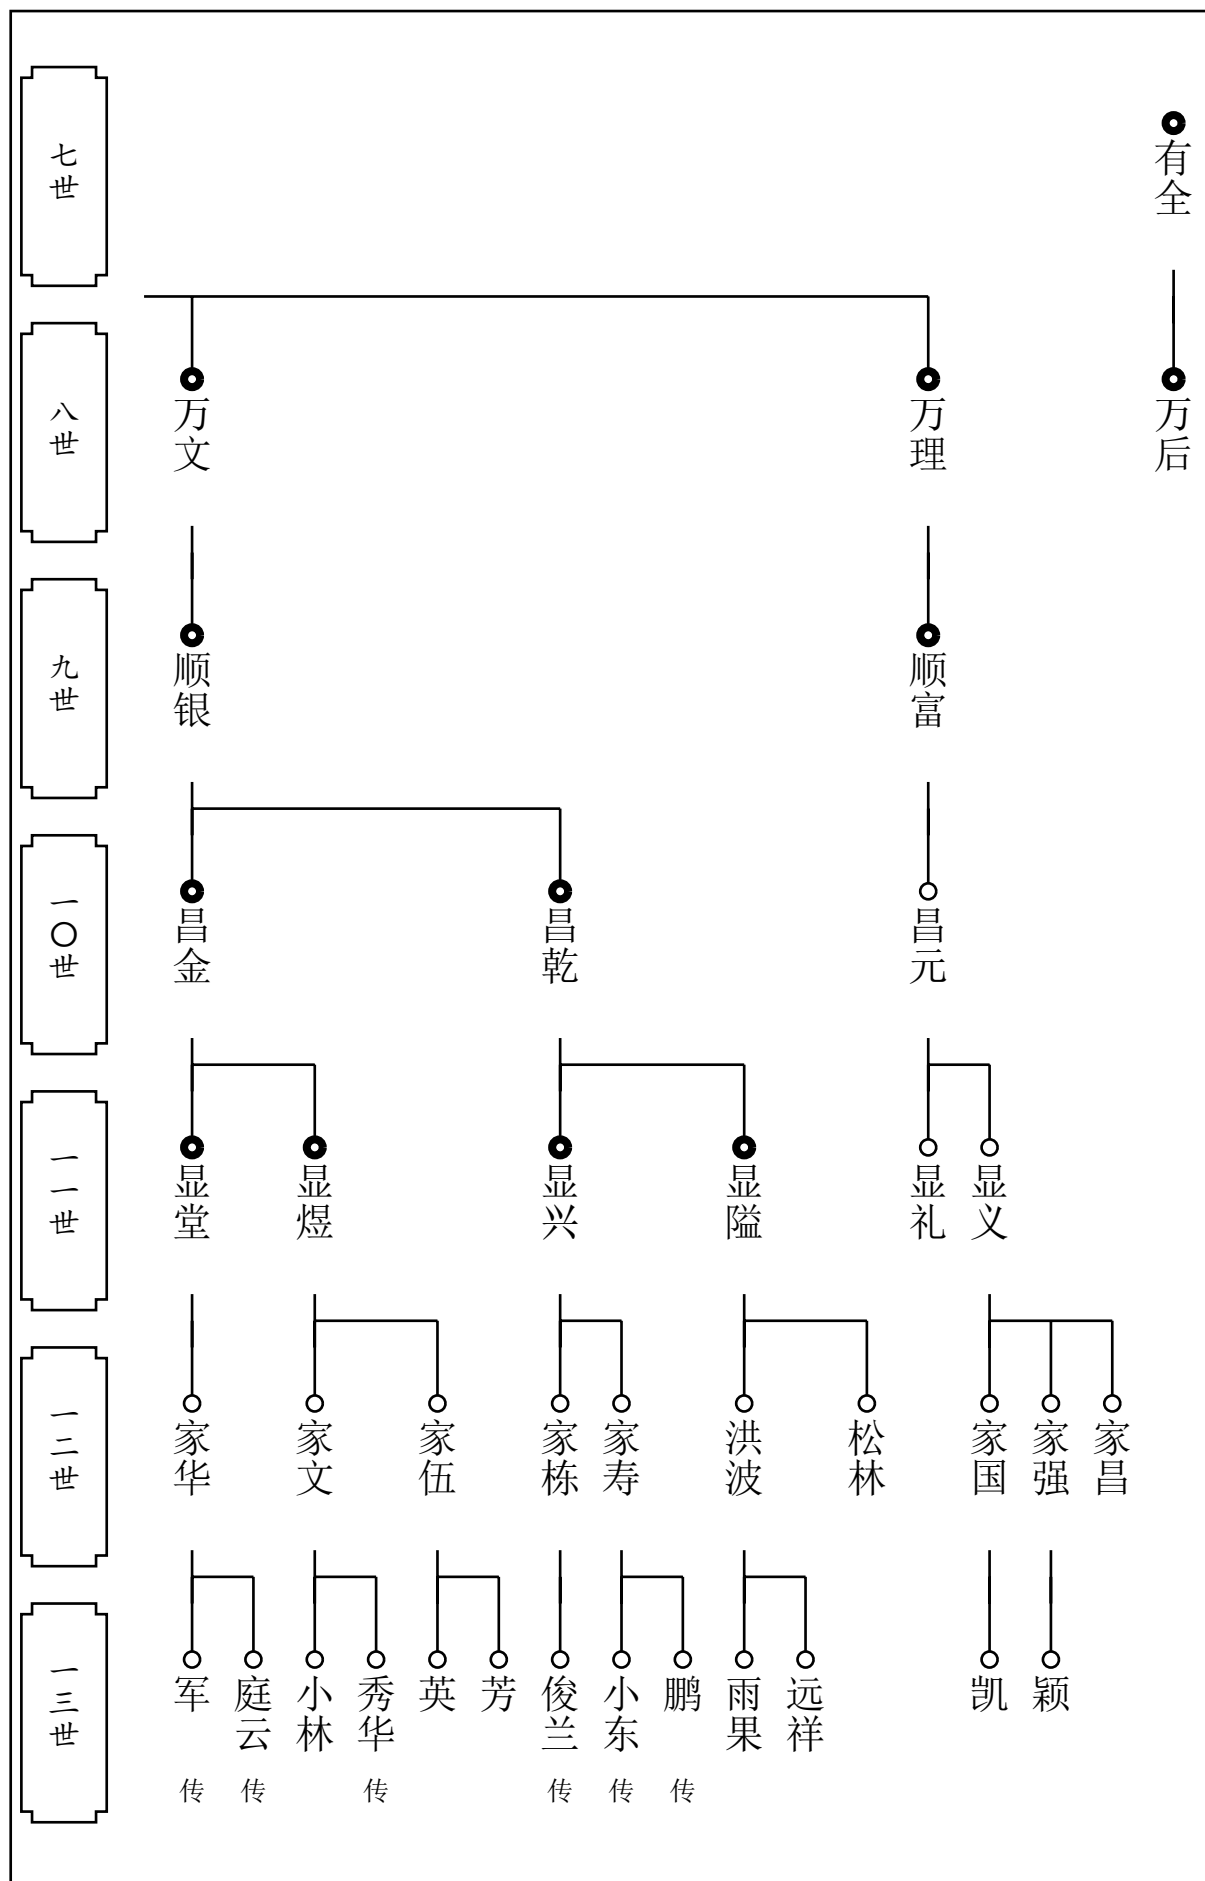 七世
有全
八世
万文
万理
万后
九世
顺银
顺富
一〇世
昌金
昌乾
昌元
一一世
显堂
显煜
显兴
显隘
显礼
显义
一二世
家华
家文
家伍
家栋
家寿
洪波
松林
家国
家强
家昌
一三世
军
庭云
小林
秀华
英
芳
俊兰
小东
鹏
雨果
远祥
凯
颖
传
传
传
传
传
传